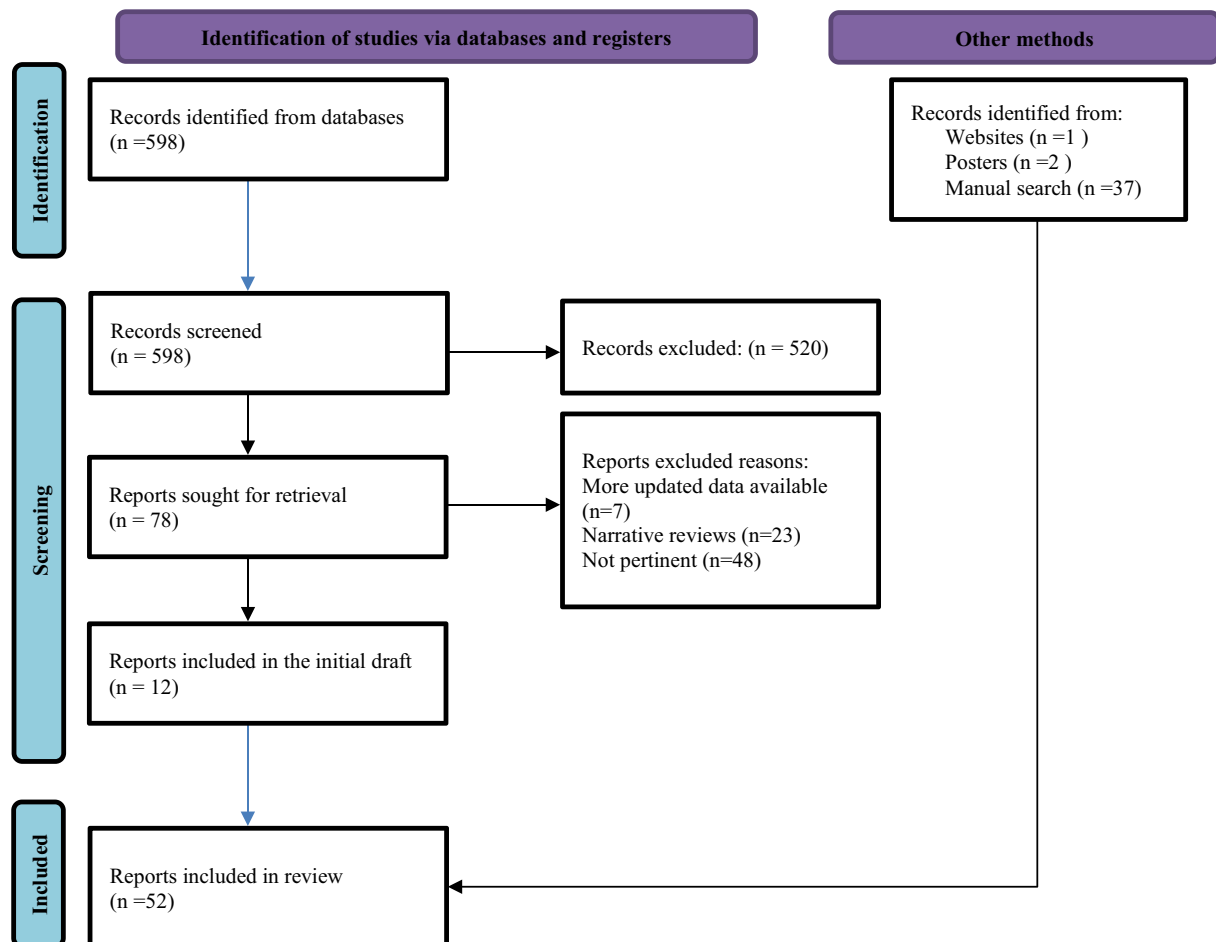 Identification of studies via databases and registers
Other methods
Identification
Records identified from databases
(n =598)
Records identified from:
Websites (n =1 )
Posters (n =2 )
Manual search (n =37)
Screening
Records screened
(n = 598)
Records excluded: (n = 520)
Reports sought for retrieval
(n = 78)
Reports excluded reasons:
More updated data available
(n=7)
Narrative reviews (n=23)
Not pertinent (n=48)
Reports included in the initial draft
(n = 12)
Included
Reports included in review
(n =52)